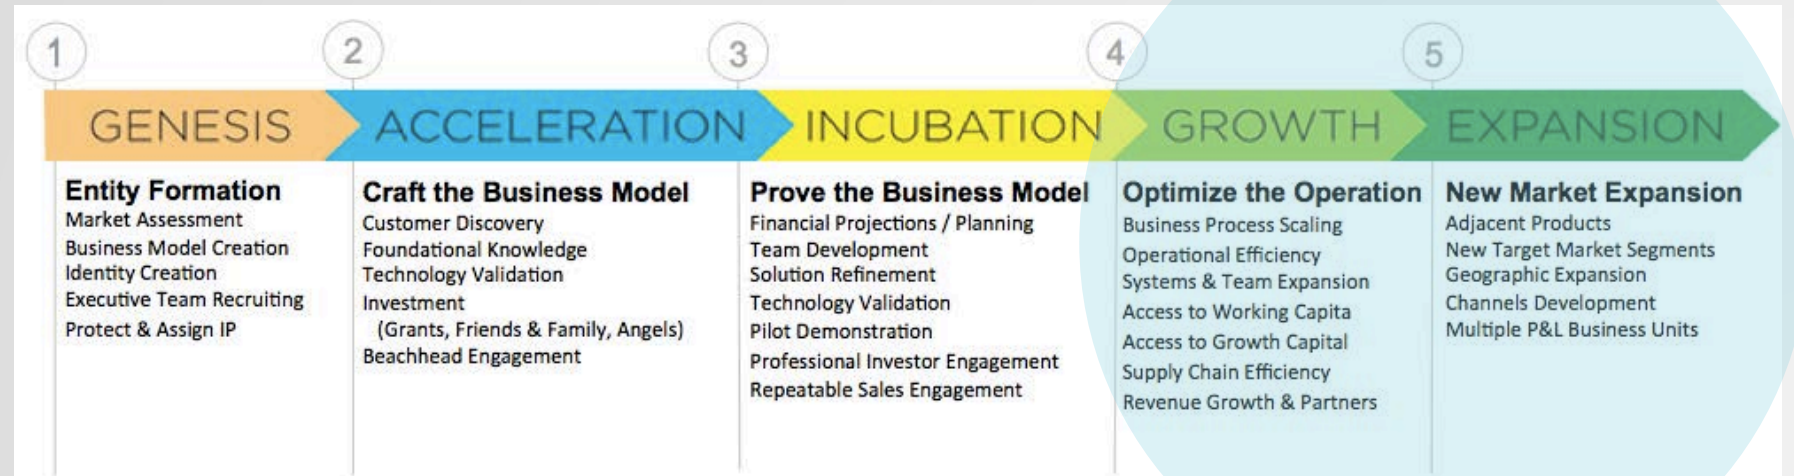 1
2
3
4
5
GENESIS
ACCELERATION
INCUBATION
GROWTH
EXPANSION
Entity Formation
Market Assessment
Business Model Creation
Identity Creation
Executive Team Recruiting
Protect & Assign IP
Craft the Business Model
Customer Discovery
Foundational Knowledge
Technology Validation
Investment
(Grants, Friends & Family, Angels)
Beachhead Engagement
Prove the Business Model
Financial Projections / Planning
Team Development
Solution Refinement
Technology Validation
Pilot Demonstration
Professional Investor Engagement
Repeatable Sales Engagement
Optimize the Operation
Business Process Scaling
Operational Efficiency
Systems & Team Expansion
Access to Working Capita
Access to Growth Capital
Supply Chain Efficiency
Revenue Growth & Partners
New Market Expansion
Adjacent Products
New Target Market Segments
Geographic Expansion
Channels Development
Multiple P&L Business Units